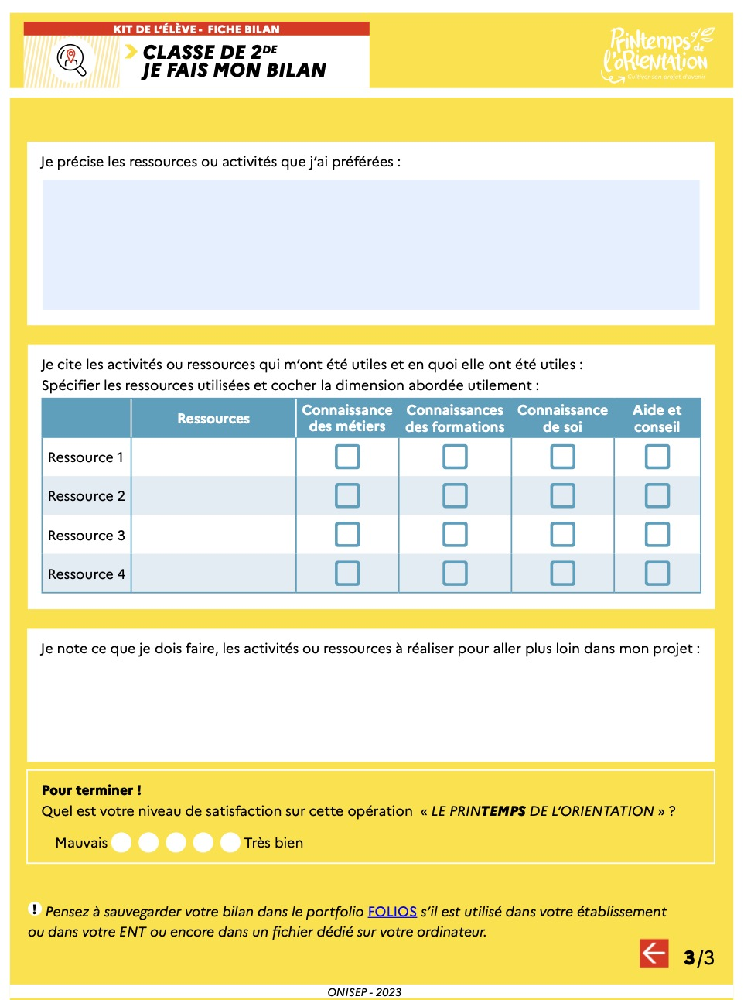 KIT DE L'ÉLÈVE - FICHE BILAN
CLASSE DE 2DE
JE FAIS MON BILAN
Printemps de
l'orientation
Cultiver son projet d'avenir
Je précise les ressources ou activités que j'ai préférées :
Je cite les activités ou ressources qui m'ont été utiles et en quoi elle ont été utiles :
Spécifier les ressources utilisées et cocher la dimension abordée utilement :
Ressources
Connaissance des métiers
Connaissances des formations
Connaissance de soi
Aide et conseil
Ressource 1
Ressource 2
Ressource 3
Ressource 4
Je note ce que je dois faire, les activités ou ressources à réaliser pour aller plus loin dans mon projet :
Pour terminer !
Quel est votre niveau de satisfaction sur cette opération « LE PRINTEMPS DE L'ORIENTATION » ?
Mauvais Très bien
! Pensez à sauvegarder votre bilan dans le portfolio FOLIOS s'il est utilisé dans votre établissement
ou dans votre ENT ou encore dans un fichier dédié sur votre ordinateur.
3/3
ONISEP - 2023